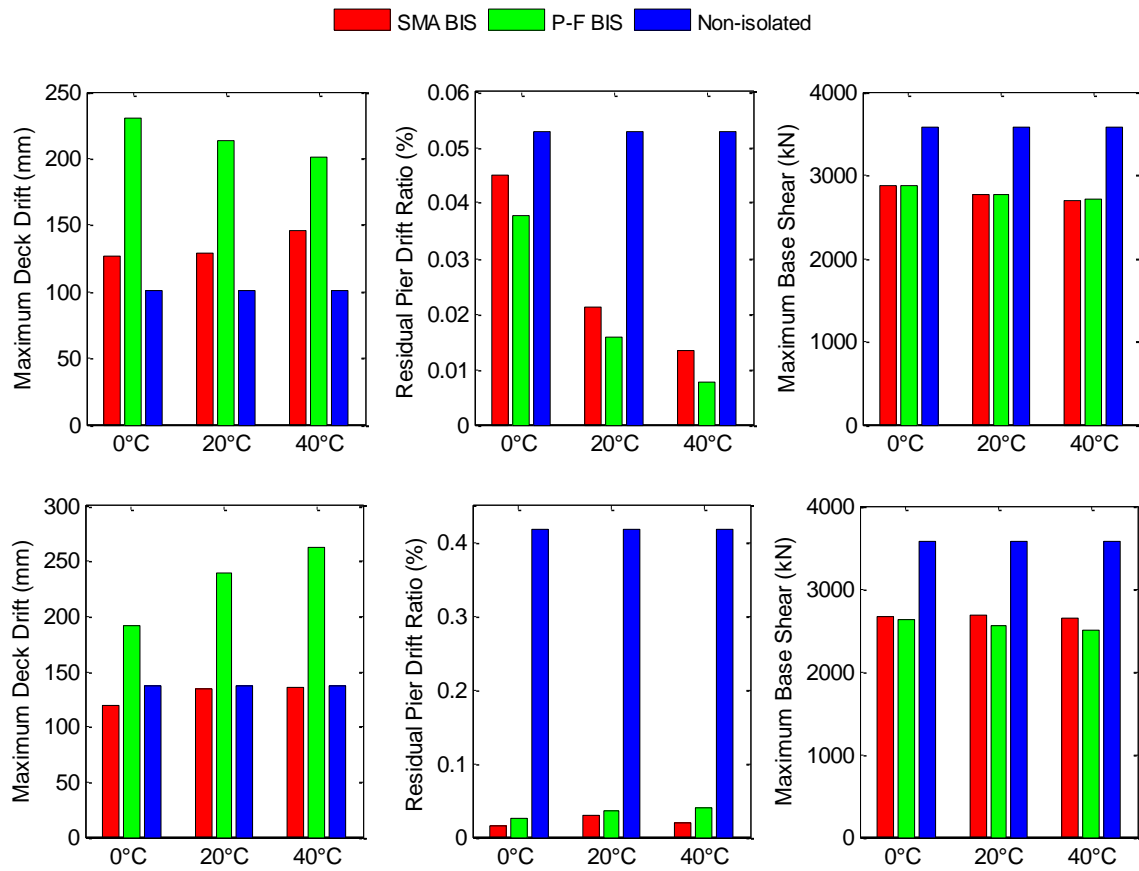 SMA BIS P-F BIS Non-isolated
Maximum Deck Drift (mm)
250
200
150
100
50
0
0°C 20°C 40°C
Residual Pier Drift Ratio (%)
0.06
0.05
0.04
0.03
0.02
0.01
0
0°C 20°C 40°C
Maximum Base Shear (kN)
4000
3000
2000
1000
0
0°C 20°C 40°C
Maximum Deck Drift (mm)
300
250
200
150
100
50
0
0°C 20°C 40°C
Residual Pier Drift Ratio (%)
0.4
0.3
0.2
0.1
0
0°C 20°C 40°C
Maximum Base Shear (kN)
4000
3000
2000
1000
0
0°C 20°C 40°C